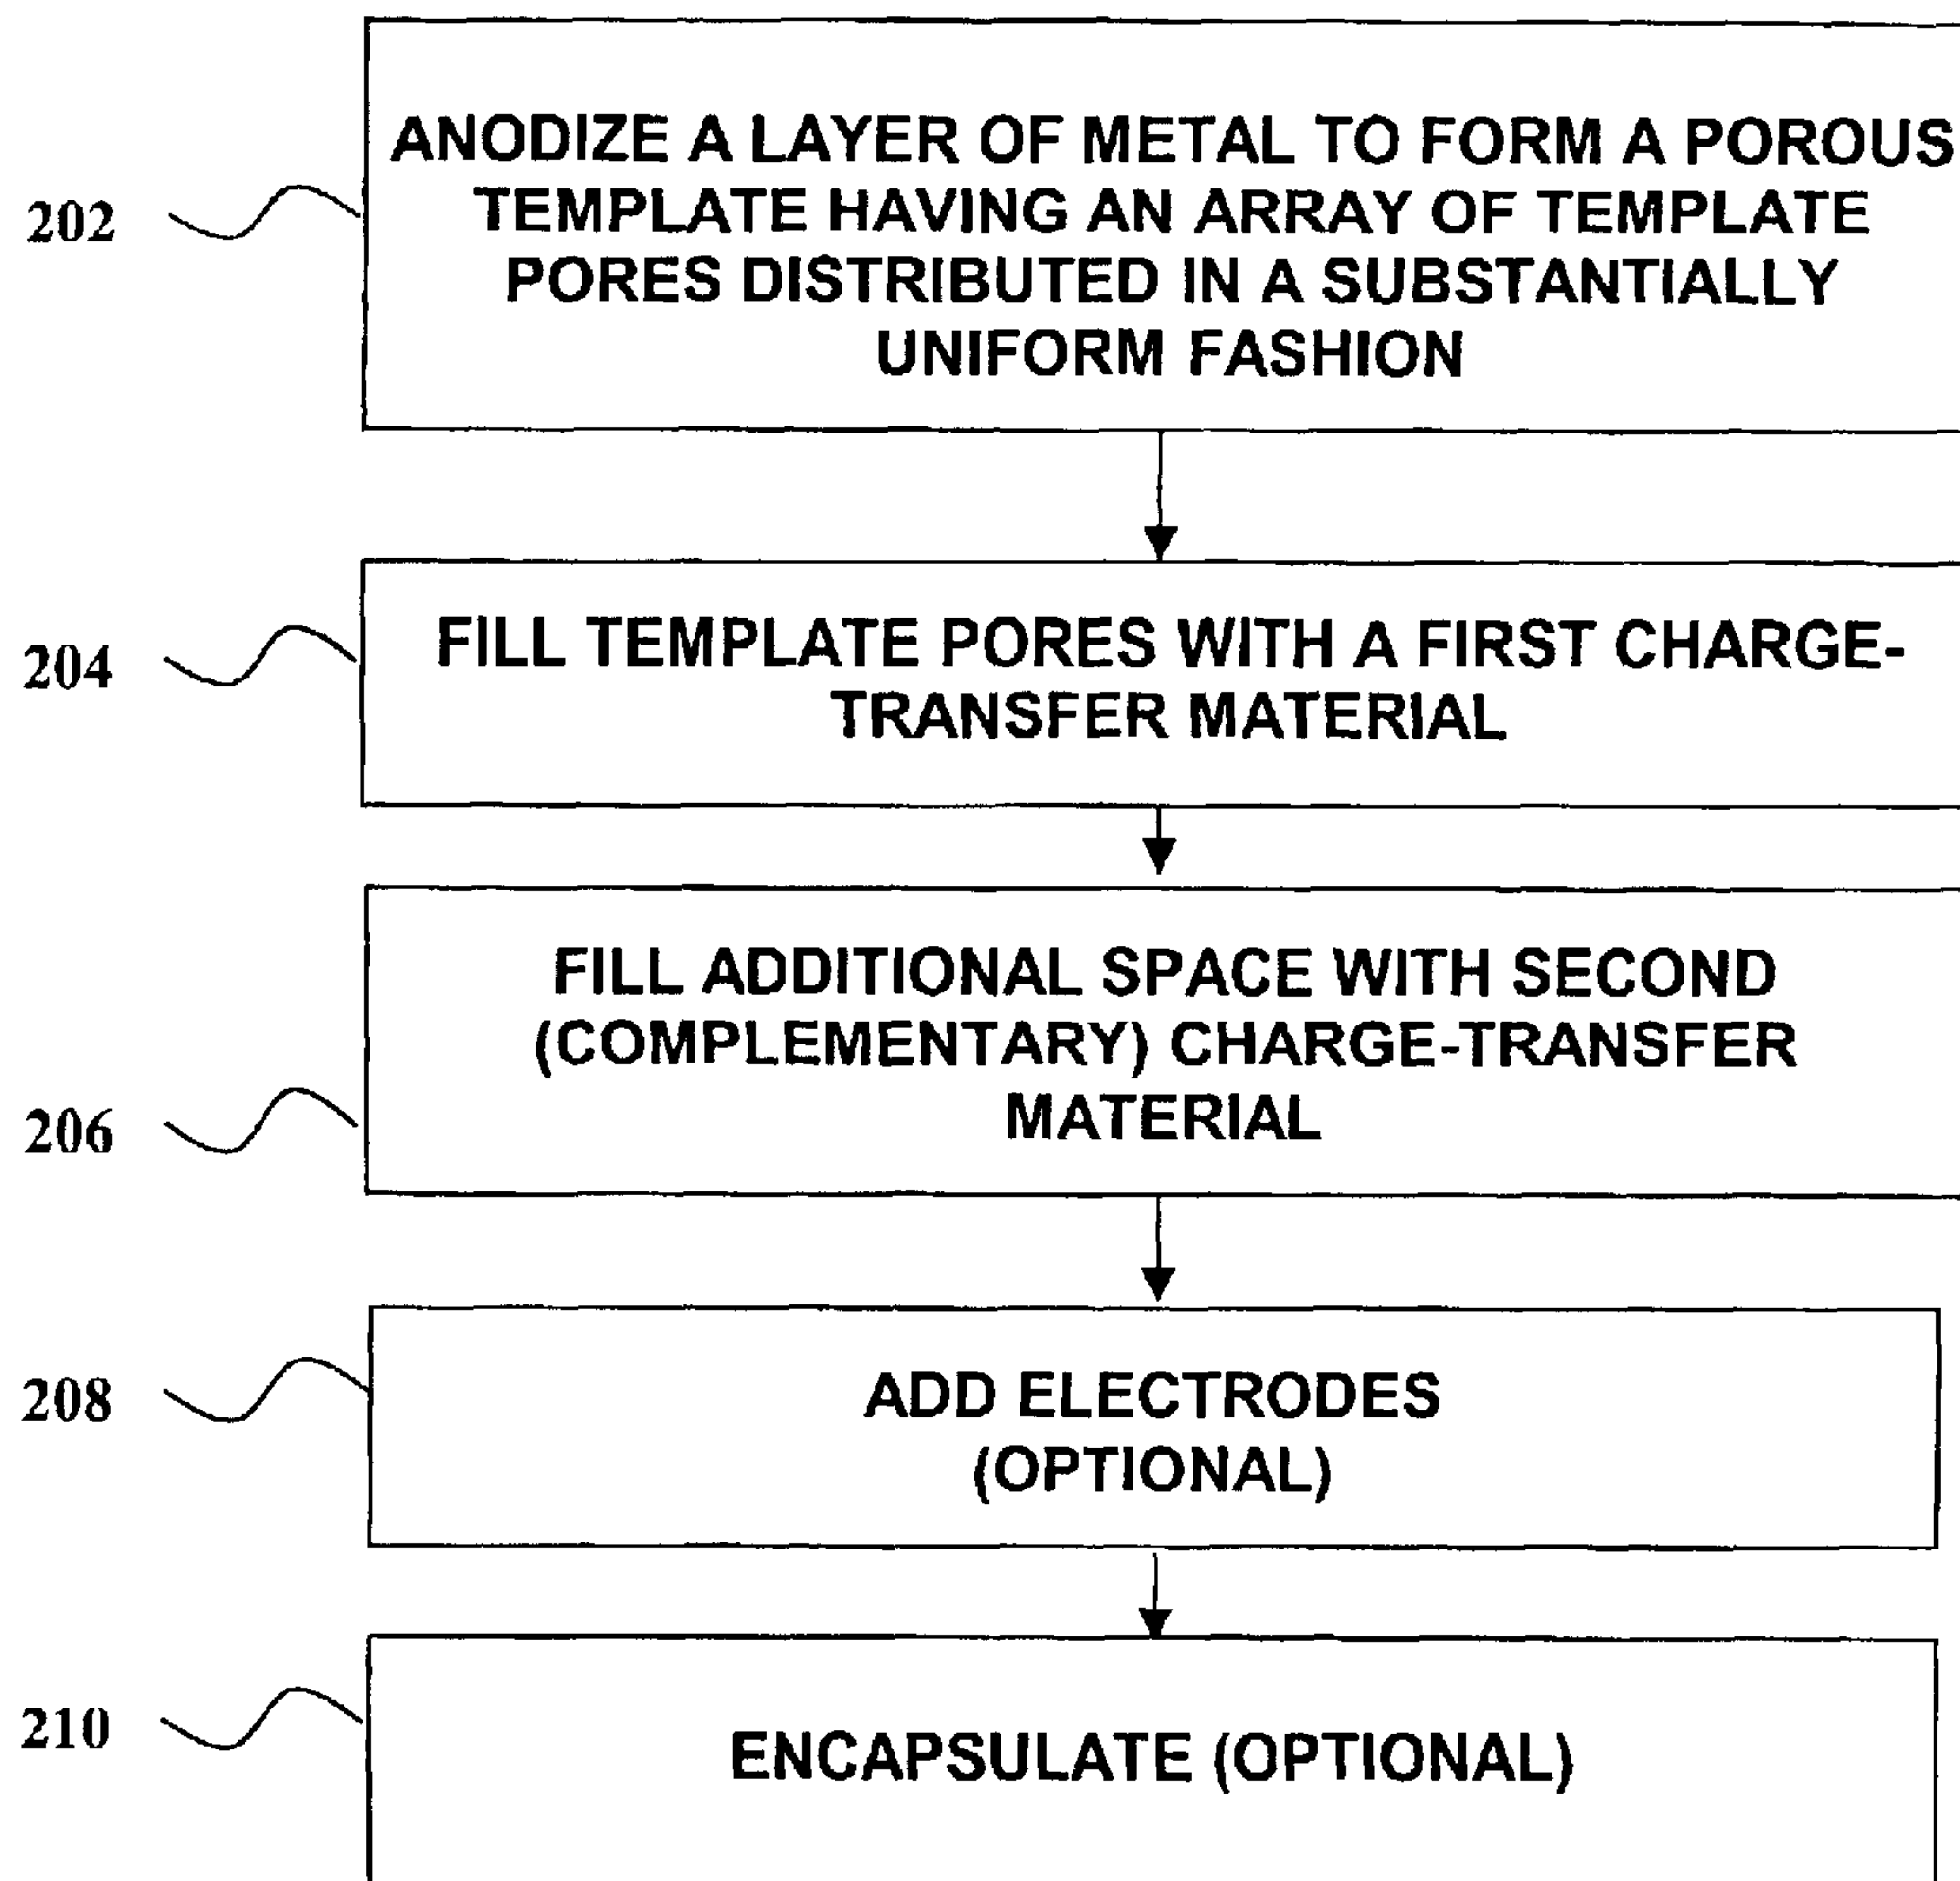 202
ANODIZE A LAYER OF METAL TO FORM A POROUS
TEMPLATE HAVING AN ARRAY OF TEMPLATE
PORES DISTRIBUTED IN A SUBSTANTIALLY
UNIFORM FASHION
204
FILL TEMPLATE PORES WITH A FIRST CHARGE-
TRANSFER MATERIAL
206
FILL ADDITIONAL SPACE WITH SECOND
(COMPLEMENTARY) CHARGE-TRANSFER
MATERIAL
208
ADD ELECTRODES
(OPTIONAL)
210
ENCAPSULATE (OPTIONAL)